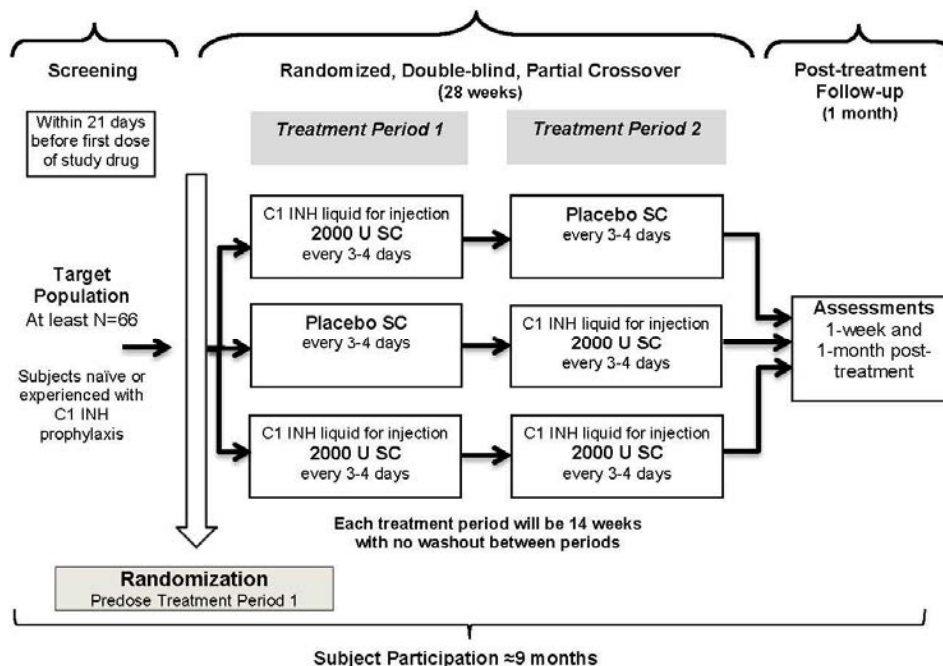 Screening
Within 21 days
before first dose
of study drug
Target
Population
At least N=66
Subjects naïve or
experienced with
C1 INH
prophylaxis
Randomized, Double-blind, Partial Crossover
(28 weeks)
Treatment Period 1
Treatment Period 2
C1 INH liquid for injection
2000 U SC
every 3-4 days
Placebo SC
every 3-4 days
Placebo SC
every 3-4 days
C1 INH liquid for injection
2000 U SC
every 3-4 days
C1 INH liquid for injection
2000 U SC
every 3-4 days
C1 INH liquid for injection
2000 U SC
every 3-4 days
Each treatment period will be 14 weeks
with no washout between periods
Post-treatment
Follow-up
(1 month)
Assessments
1-week and
1-month post-
treatment
Randomization
Predose Treatment Period 1
Subject Participation ≈9 months